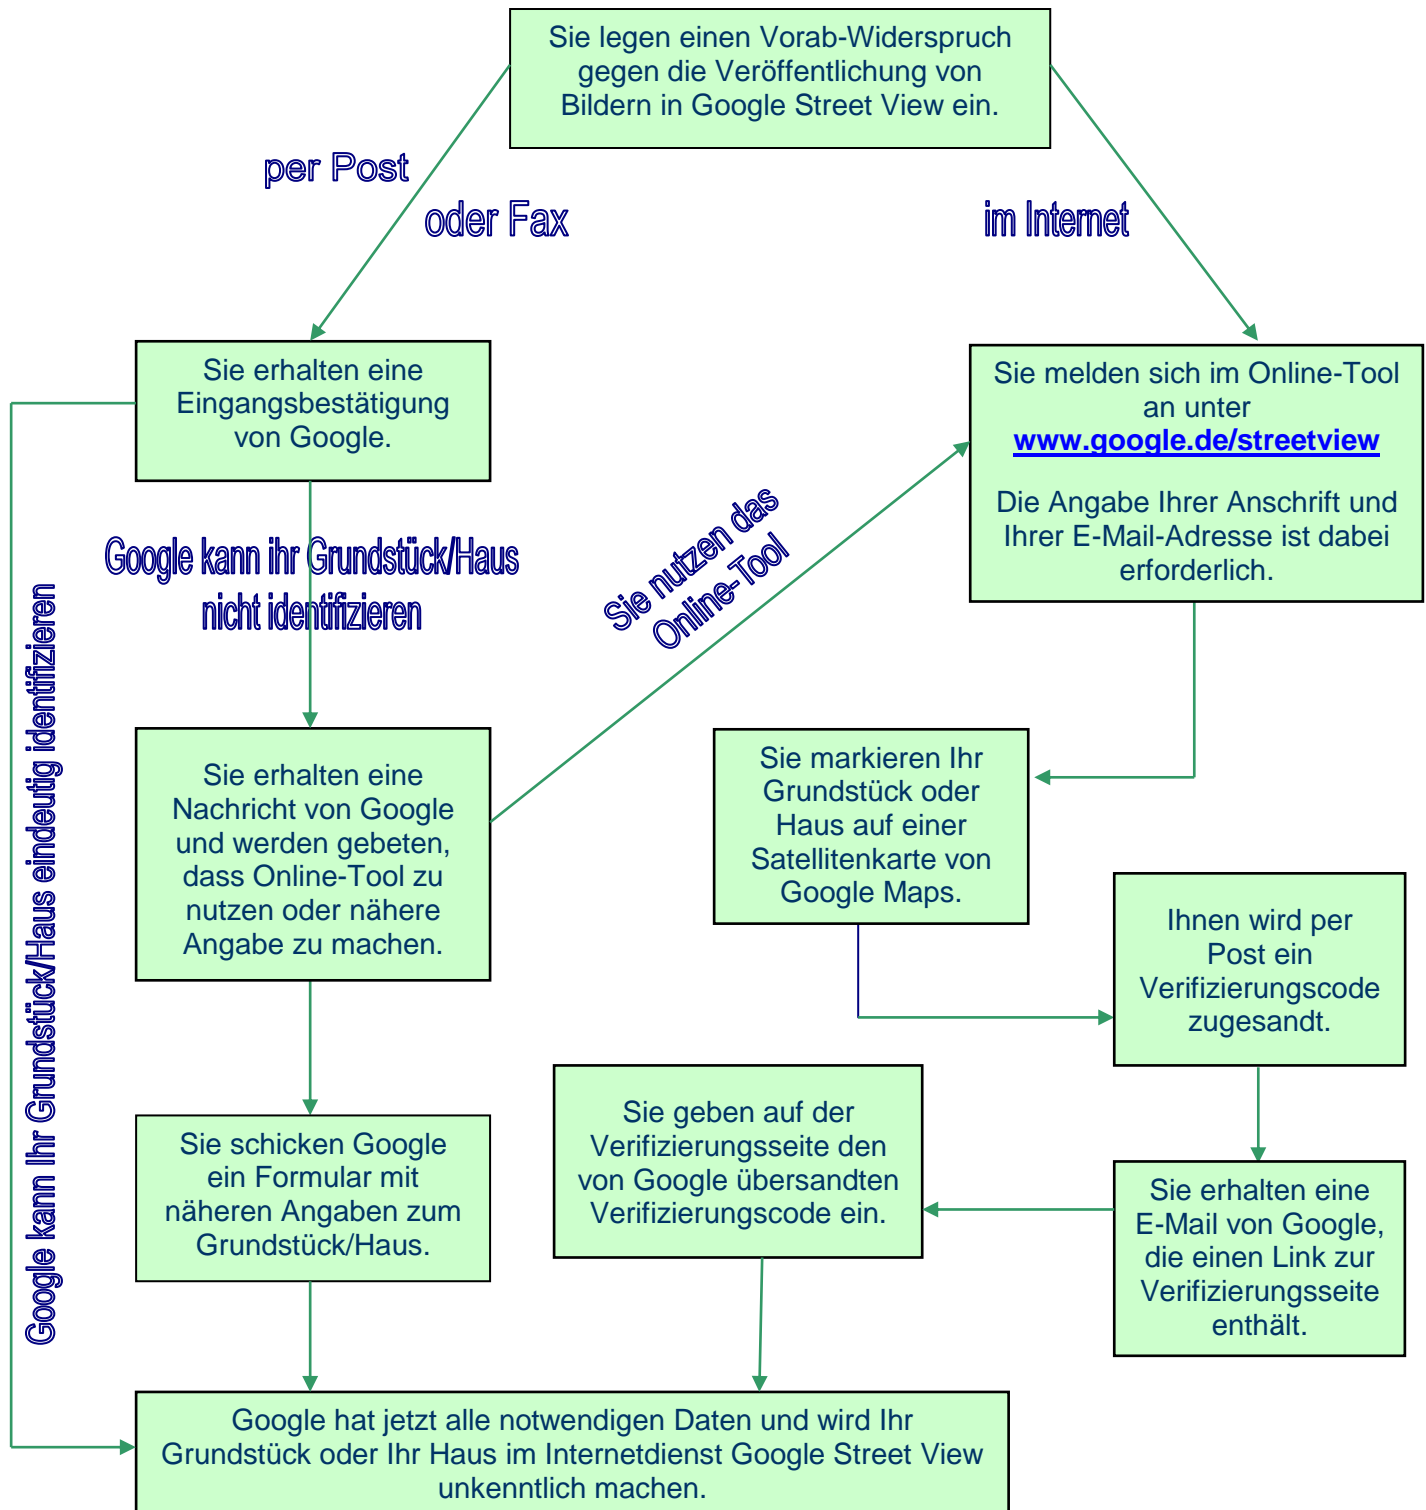 Sie legen einen Vorab-Widerspruch
gegen die Veröffentlichung von
Bildern in Google Street View ein.
per Post
oder Fax
im Internet
Sie erhalten eine
Eingangsbestätigung
von Google.
Sie melden sich im Online-Tool
an unter
www.google.de/streetview
Die Angabe Ihrer Anschrift und
Ihrer E-Mail-Adresse ist dabei
erforderlich.
Google kann ihr Grundstück/Haus
nicht identifizieren
Sie nutzen das
Online-Tool
Google kann Ihr Grundstück/Haus eindeutig identifizieren
Sie erhalten eine
Nachricht von Google
und werden gebeten,
dass Online-Tool zu
nutzen oder nähere
Angabe zu machen.
Sie markieren Ihr
Grundstück oder
Haus auf einer
Satellitenkarte von
Google Maps.
Ihnen wird per
Post ein
Verifizierungscode
zugesandt.
Sie schicken Google
ein Formular mit
näheren Angaben zum
Grundstück/Haus.
Sie geben auf der
Verifizierungsseite den
von Google übersandten
Verifizierungscode ein.
Sie erhalten eine
E-Mail von Google,
die einen Link zur
Verifizierungsseite
enthält.
Google hat jetzt alle notwendigen Daten und wird Ihr
Grundstück oder Ihr Haus im Internetdienst Google Street View
unkenntlich machen.